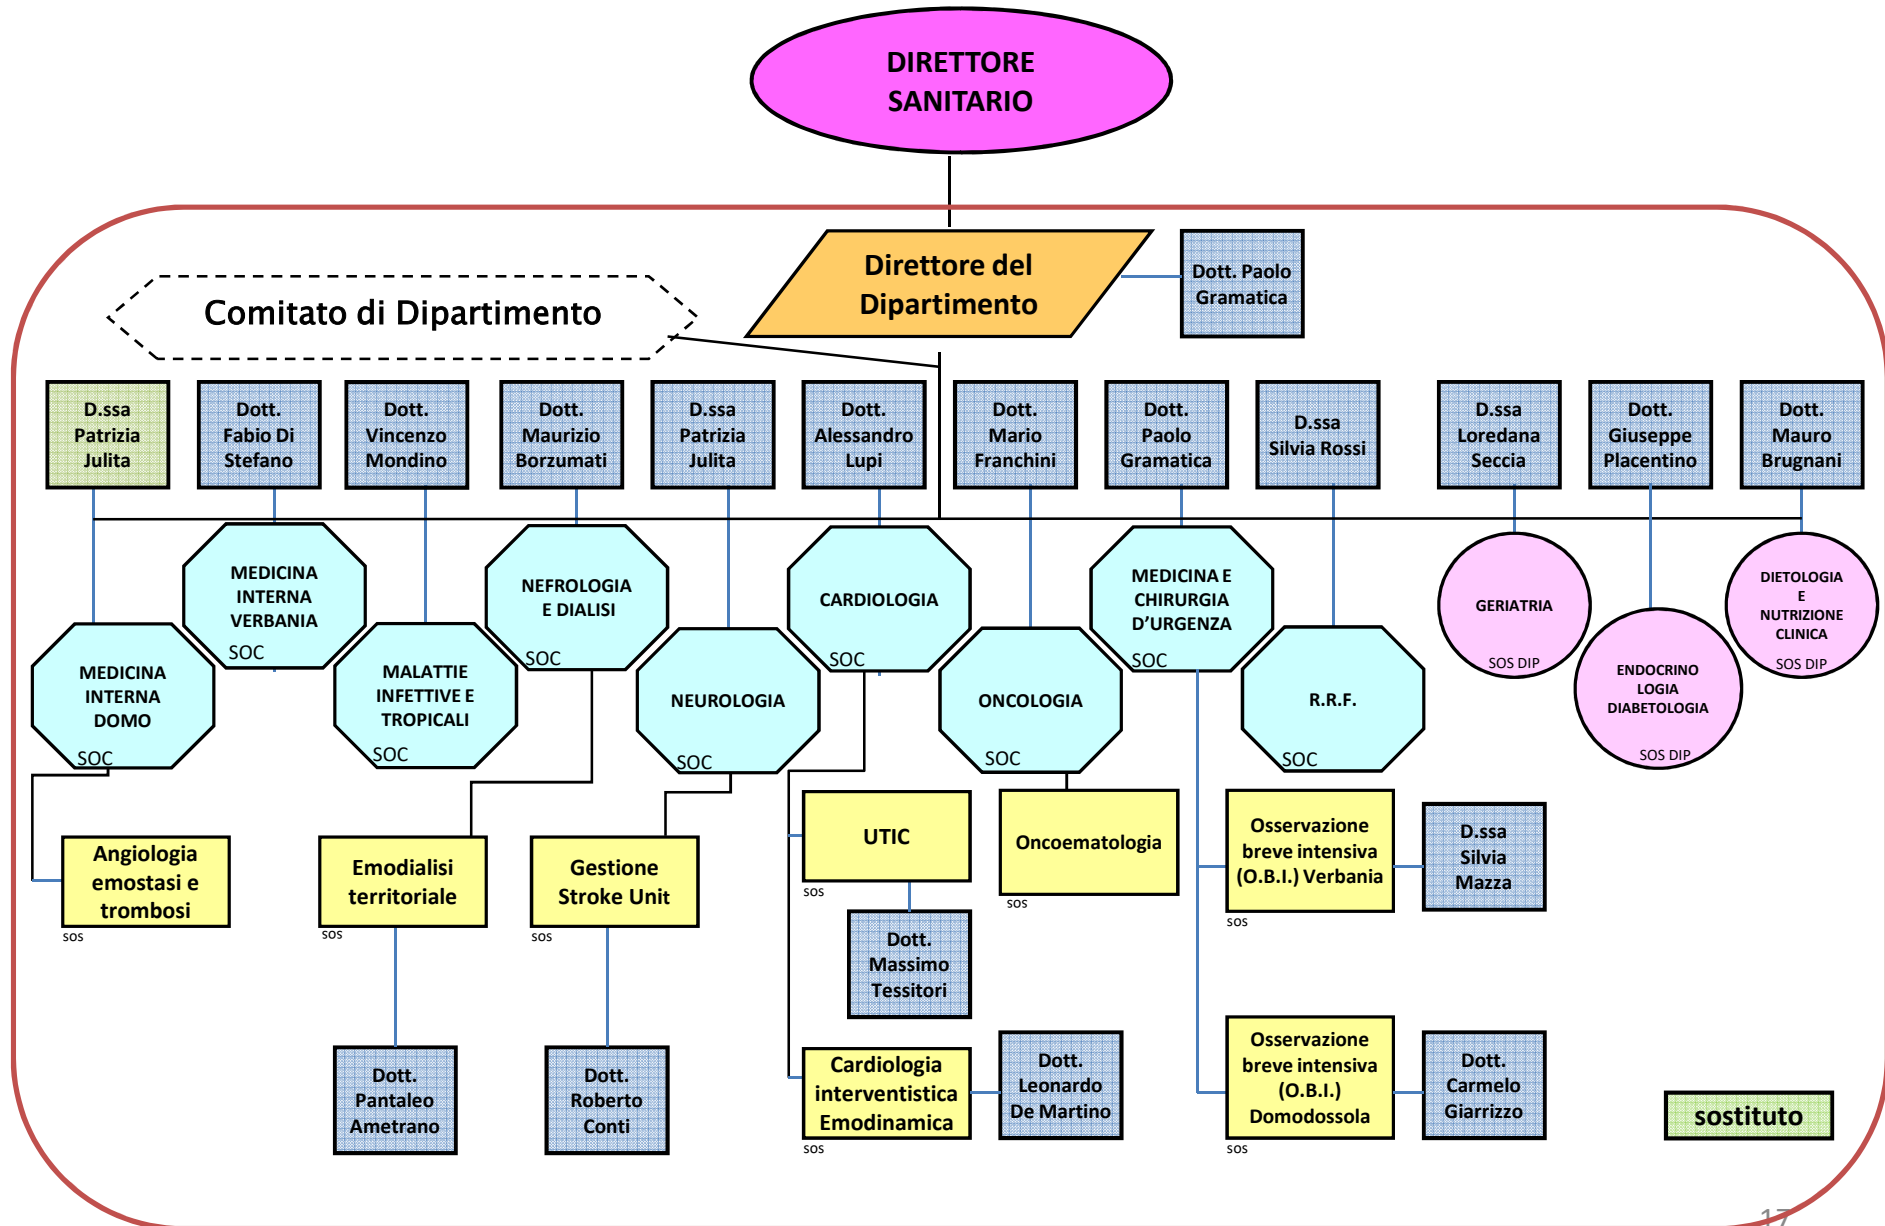 DIRETTORE
SANITARIO
Direttore del
Dipartimento
Dott. Paolo
Gramatica
Comitato di Dipartimento
D.ssa
Patrizia
Julita
Dott.
Fabio Di
Stefano
Dott.
Vincenzo
Mondino
Dott.
Maurizio
Borzumati
D.ssa
Patrizia
Julita
Dott.
Alessandro
Lupi
Dott.
Mario
Franchini
Dott.
Paolo
Gramatica
D.ssa
Silvia Rossi
D.ssa
Loredana
Seccia
Dott.
Giuseppe
Placentino
Dott.
Mauro
Brugnani
MEDICINA
INTERNA
VERBANIA
SOC
NEFROLOGIA
E DIALISI
SOC
CARDIOLOGIA
SOC
MEDICINA E
CHIRURGIA
D'URGENZA
SOC
GERIATRIA
SOS DIP
DIETOLOGIA
E
NUTRIZIONE
CLINICA
SOS DIP
MEDICINA
INTERNA
DOMO
SOC
MALATTIE
INFETTIVE E
TROPICALI
SOC
NEUROLOGIA
SOC
ONCOLOGIA
SOC
R.R.F.
SOC
ENDOCRINO
LOGIA
DIABETOLOGIA
SOS DIP
Angiologia
emostasi e
trombosi
sos
Emodialisi
territoriale
sos
Gestione
Stroke Unit
sos
UTIC
sos
Oncoematologia
sos
Osservazione
breve intensiva
(O.B.I.) Verbania
sos
D.ssa
Silvia
Mazza
Dott.
Massimo
Tessitori
Dott.
Pantaleo
Ametrano
Dott.
Roberto
Conti
Cardiologia
interventistica
Emodinamica
sos
Dott.
Leonardo
De Martino
Osservazione
breve intensiva
(O.B.I.)
Domodossola
sos
Dott.
Carmelo
Giarrizzo
sostituto
17